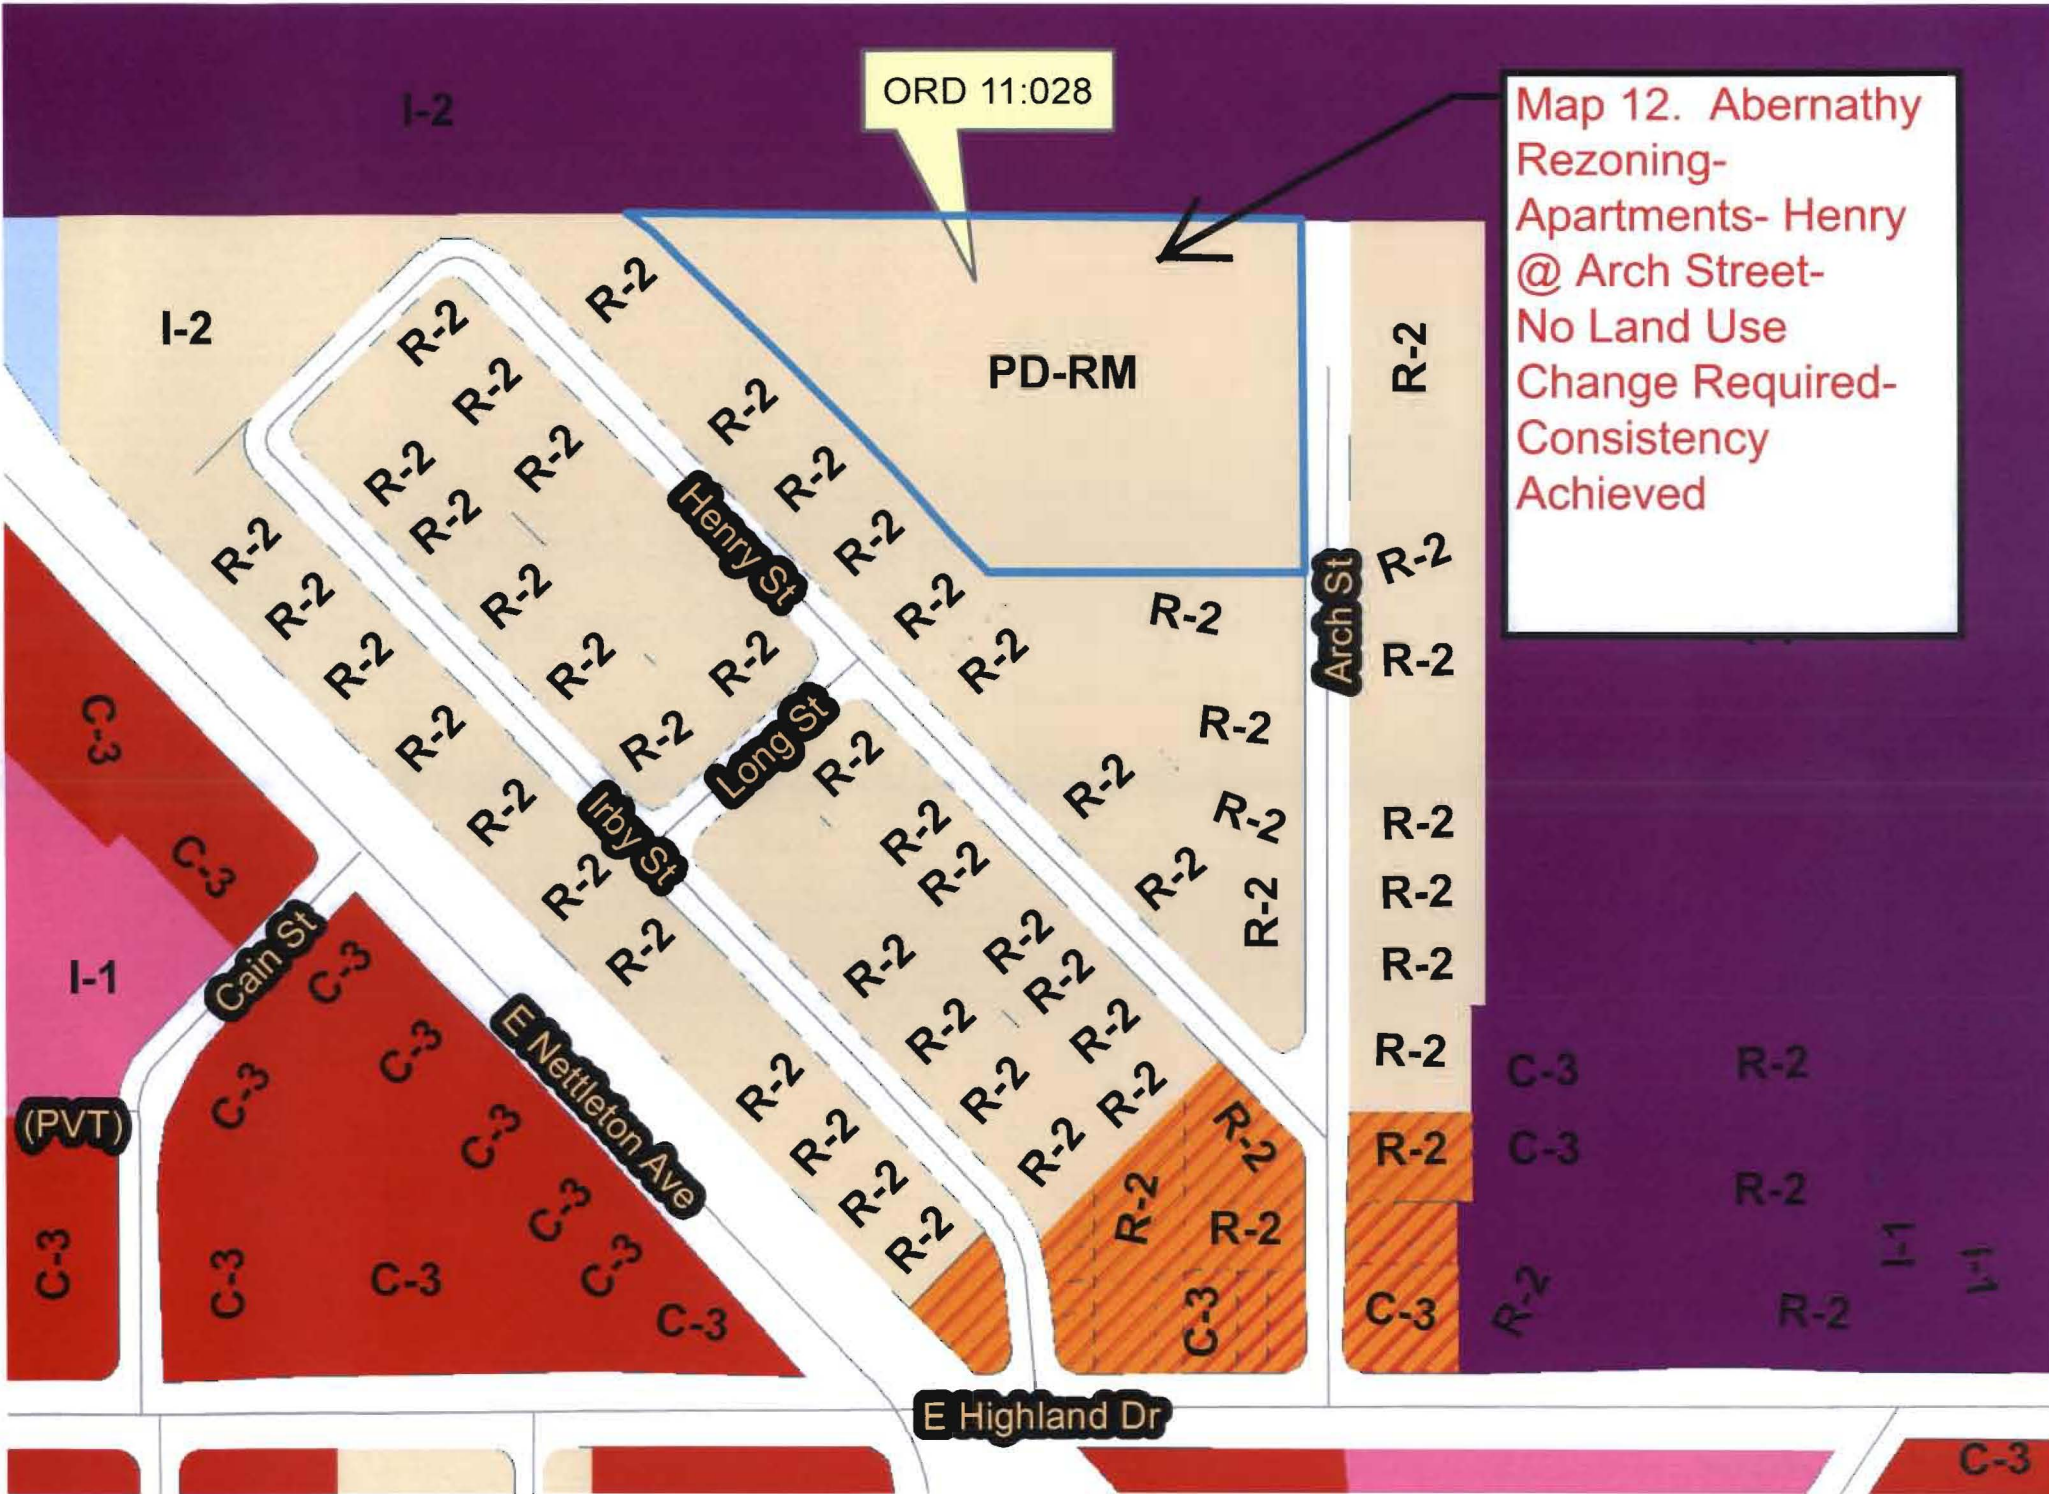 I-2
ORD 11:028
Map 12. Abernathy
Rezoning-
Apartments- Henry
@ Arch Street-
No Land Use
Change Required-
Consistency
Achieved
I-2
R-2
R-2
PD-RM
R-2
R-2
R-2
R-2
R-2
R-2
R-2
Henry St
R-2
R-2
R-2
R-2
R-2
R-2
R-2
R-2
Arch St
R-2
R-2
R-2
R-2
R-2
R-2
R-2
C-3
R-2
R-2
Long St
R-2
R-2
R-2
R-2
Irby St
R-2
R-2
R-2
C-3
R-2
R-2
R-2
R-2
R-2
R-2
R-2
R-2
I-1
Cain St
C-3
R-2
R-2
R-2
R-2
E Nettleton Ave
C-3
C-3
R-2
R-2
R-2
R-2
C-3
R-2
(PVT)
C-3
R-2
R-2
R-2
R-2
R-2
C-3
R-2
R-2
R-2
R-2
C-3
C-3
C-3
C-3
C-3
R-2
C-3
C-3
C-3
R-2
R-2
I-1
I-1
E Highland Dr
C-3